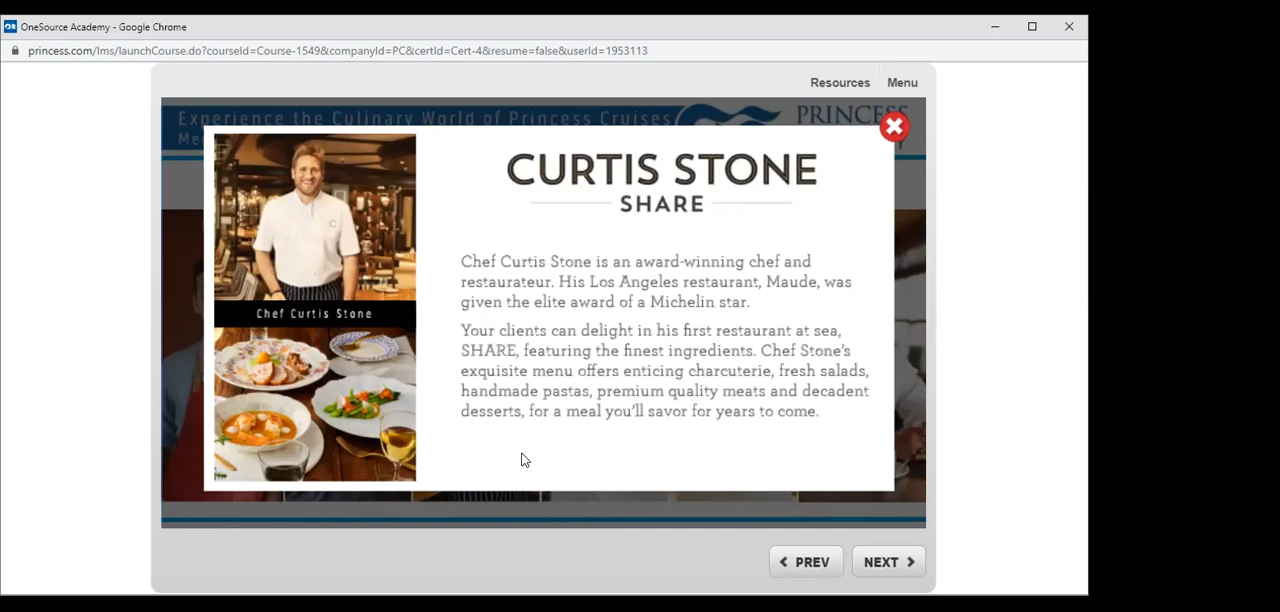 OneSource Academy - Google Chrome
princess.com/lms/launchCourse.do?courseId=Course-1549&companyId=PC&certId=Cert-4&resume=false&userId=1953113
Resources Menu
Experience the Culinary World of Princess Cruises
PRINCESS
CURTIS STONE
SHARE
Chef Curtis Stone is an award-winning chef and
restaurateur. His Los Angeles restaurant, Maude, was
given the elite award of a Michelin star.
Chef Curtis Stone
Your clients can delight in his first restaurant at sea,
SHARE, featuring the finest ingredients. Chef Stone's
exquisite menu offers enticing charcuterie, fresh salads,
handmade pastas, premium quality meats and decadent
desserts, for a meal you'll savor for years to come.
PREV NEXT